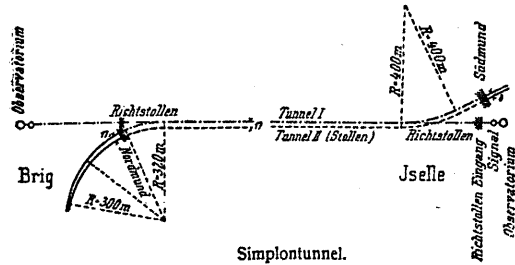 Observatorium
Richtstollen
Nordmund
R=320m
R=300m
Brig
n
Tunnel I
Tunnel II (Stollen)
Richtstollen
R=400m
R=400m
Südmund
Jselle
Richtstollen Eingang
Signal
Observatorium
Simplontunnel.